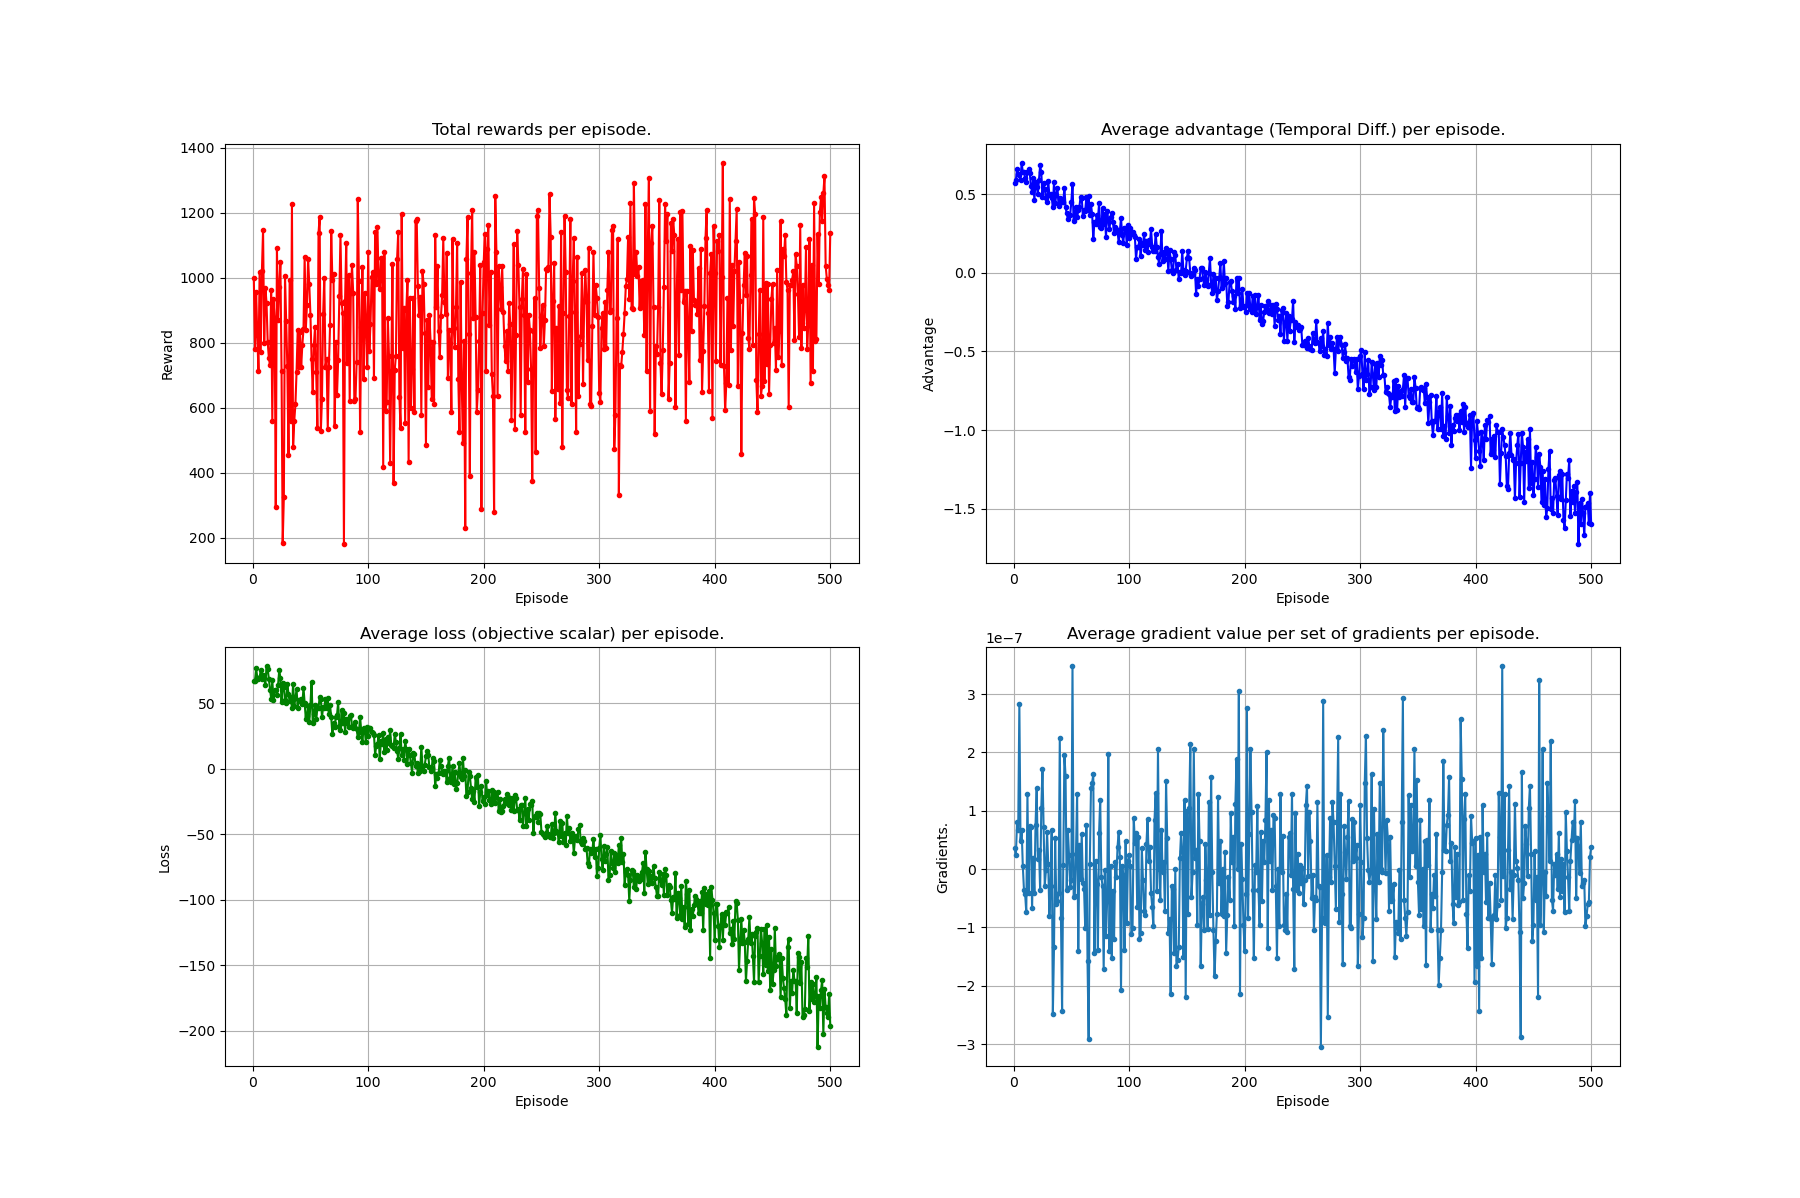 Total rewards per episode.
1400
1200
1000
800
600
400
200
Reward
0 100 200 300 400 500
Episode
Average advantage (Temporal Diff.) per episode.
0.5
0.0
−0.5
−1.0
−1.5
Advantage
0 100 200 300 400 500
Episode
Average loss (objective scalar) per episode.
50
0
−50
−100
−150
−200
Loss
0 100 200 300 400 500
Episode
1e−7
Average gradient value per set of gradients per episode.
3
2
1
0
−1
−2
−3
Gradients.
0 100 200 300 400 500
Episode